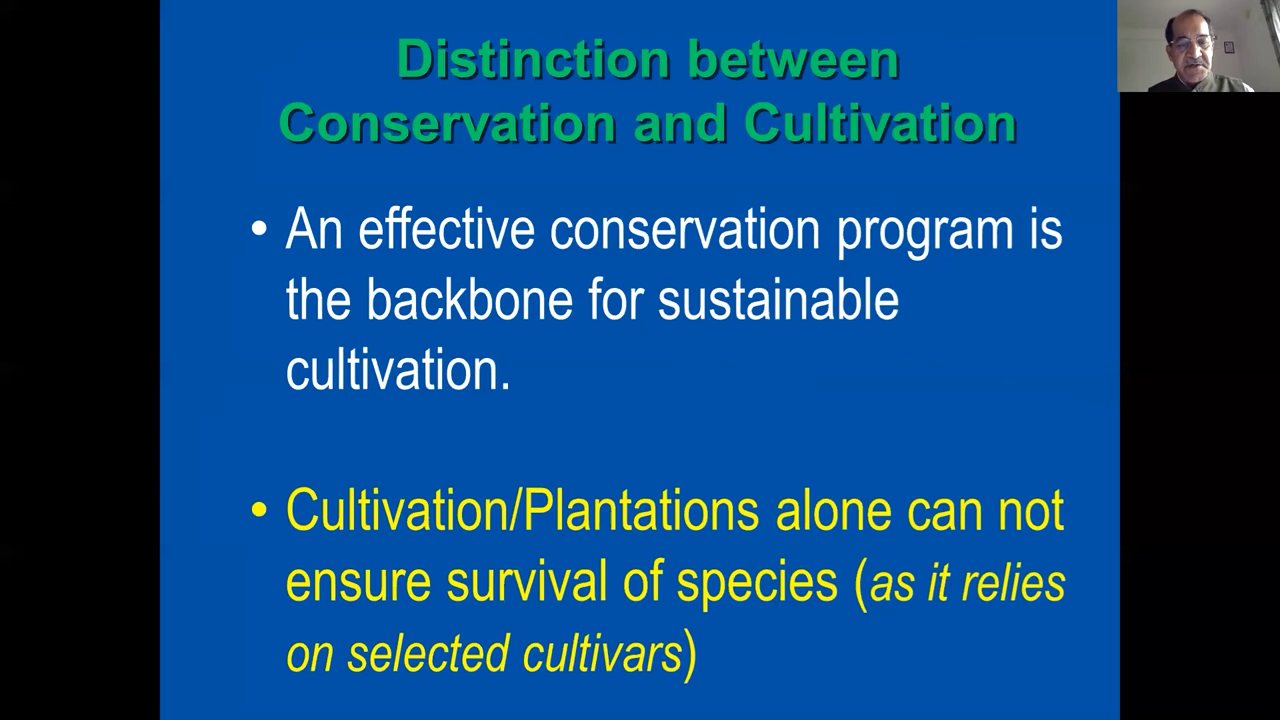 Distinction between
Conservation and Cultivation
• An effective conservation program is
the backbone for sustainable
cultivation.
• Cultivation/Plantations alone can not
ensure survival of species (as it relies
on selected cultivars)